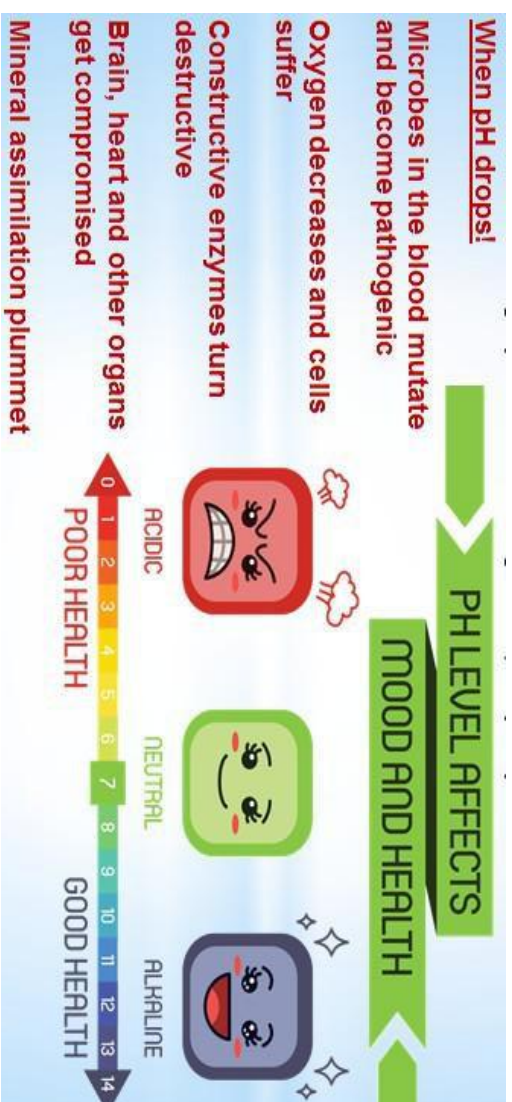 PH LEVEL AFFECTS
MOOD AND HEALTH
When pH drops!
Microbes in the blood mutate
and become pathogenic
Oxygen decreases and cells
suffer
Constructive enzymes turn
destructive
Brain, heart and other organs
get compromised
Mineral assimilation plummet
ACIDIC
NEUTRAL
ALKALINE
0 1 2 3 4 5 6 7 8 9 10 11 12 13 14
POOR HEALTH
GOOD HEALTH